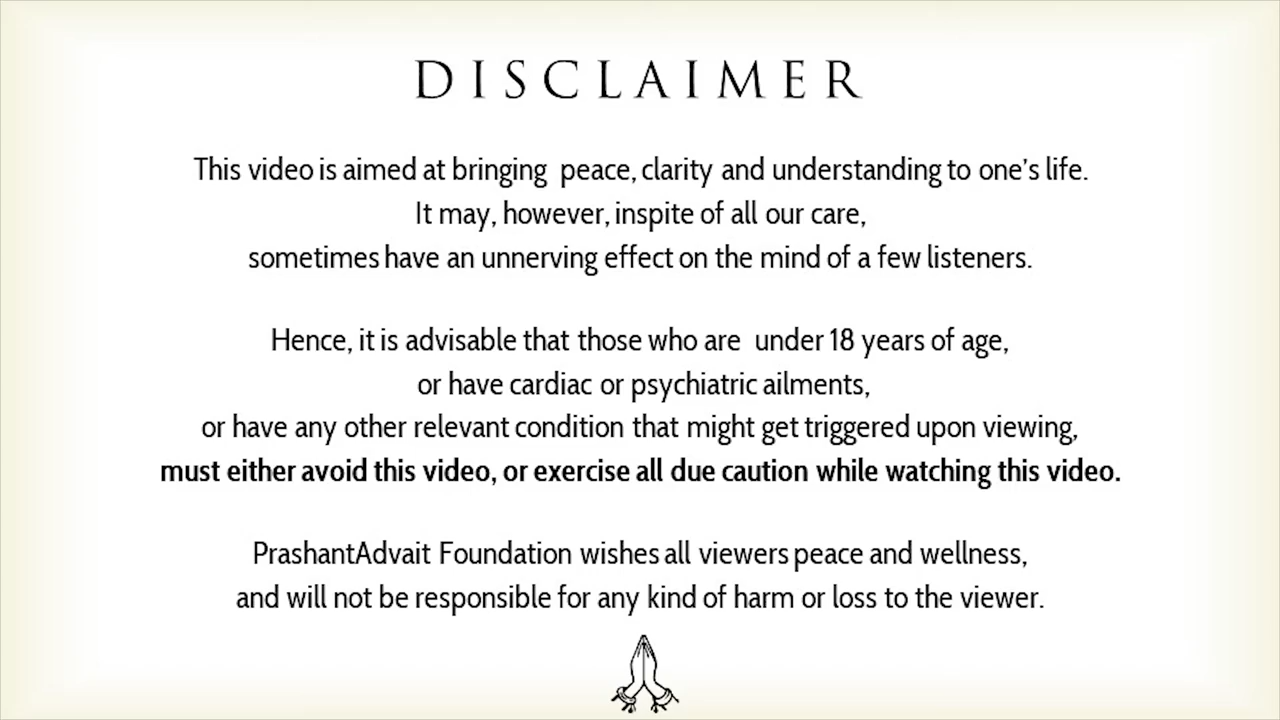 DISCLAIMER
This video is aimed at bringing peace, clarity and understanding to one's life.
It may, however, inspite of all our care,
sometimes have an unnerving effect on the mind of a few listeners.
Hence, it is advisable that those who are under 18 years of age,
or have cardiac or psychiatric ailments,
or have any other relevant condition that might get triggered upon viewing,
must either avoid this video, or exercise all due caution while watching this video.
PrashantAdvait Foundation wishes all viewers peace and wellness,
and will not be responsible for any kind of harm or loss to the viewer.